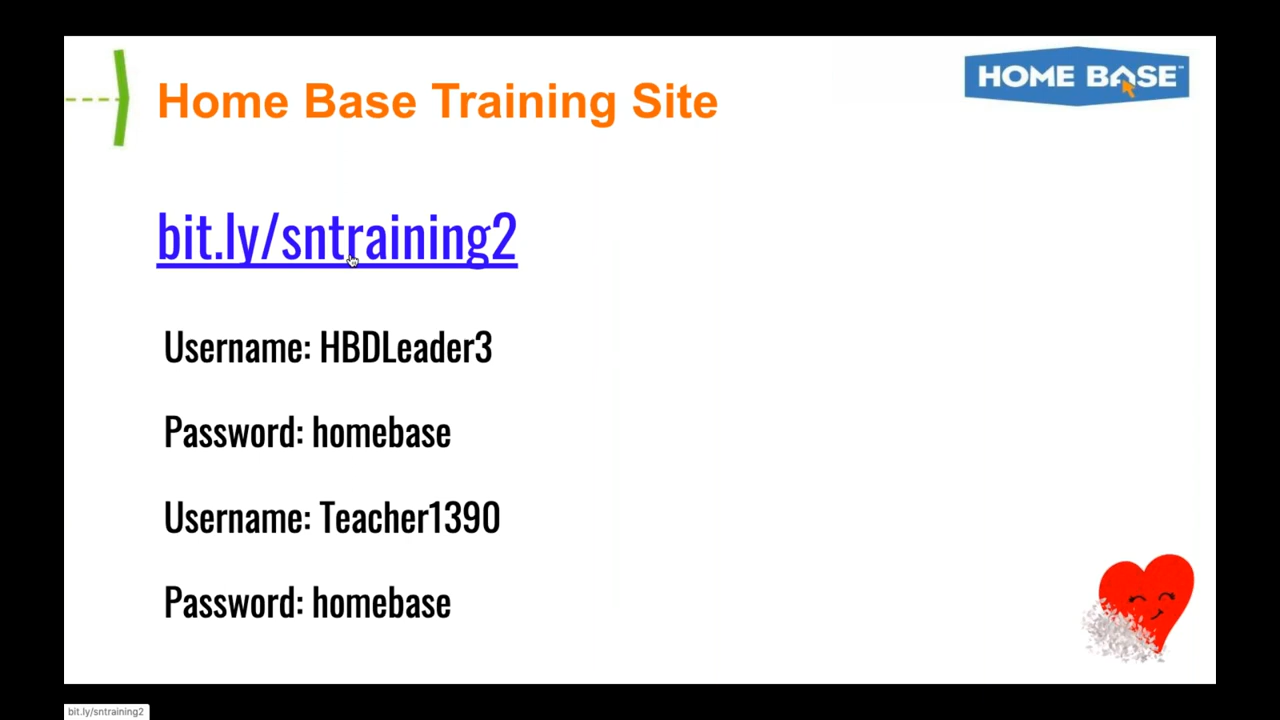 HOME BASE™
Home Base Training Site
bit.ly/sntraining2
Username: HBDLeader3
Password: homebase
Username: Teacher1390
Password: homebase
bit.ly/sntraining2